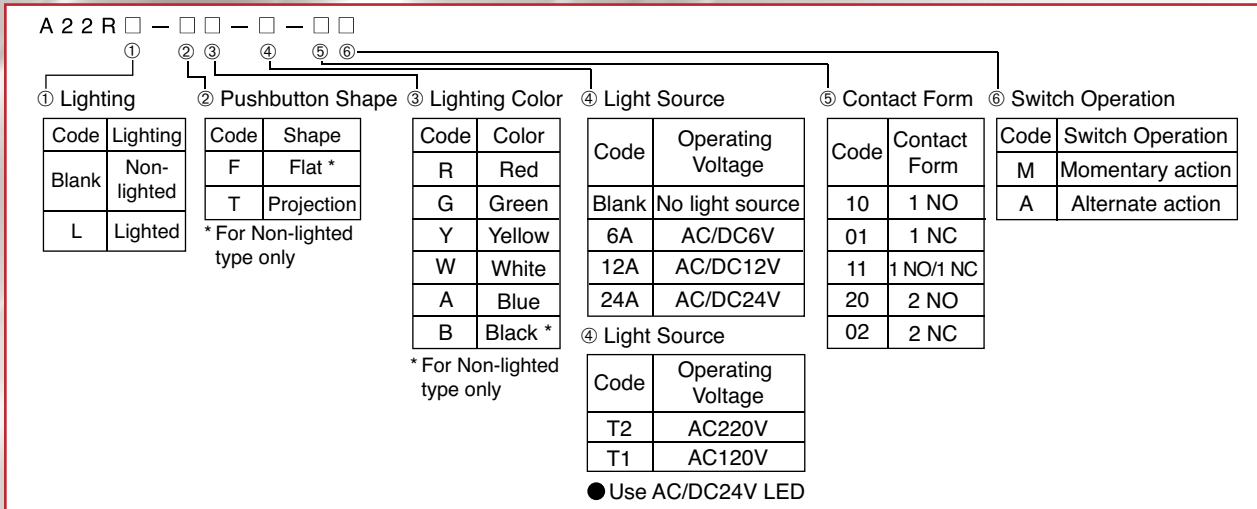 A22R□ – □□ – □ – □□
① ② ③ ④ ⑤ ⑥
① Lighting
Code Lighting
Blank Non-lighted
L Lighted
② Pushbutton Shape
Code Shape
F Flat *
T Projection
* For Non-lighted
type only
③ Lighting Color
Code Color
R Red
G Green
Y Yellow
W White
A Blue
B Black *
* For Non-lighted
type only
④ Light Source
Code Operating Voltage
Blank No light source
6A AC/DC6V
12A AC/DC12V
24A AC/DC24V
④ Light Source
Code Operating Voltage
T2 AC220V
T1 AC120V
● Use AC/DC24V LED
⑤ Contact Form
Code Contact Form
10 1 NO
01 1 NC
11 1 NO/1 NC
20 2 NO
02 2 NC
⑥ Switch Operation
Code Switch Operation
M Momentary action
A Alternate action